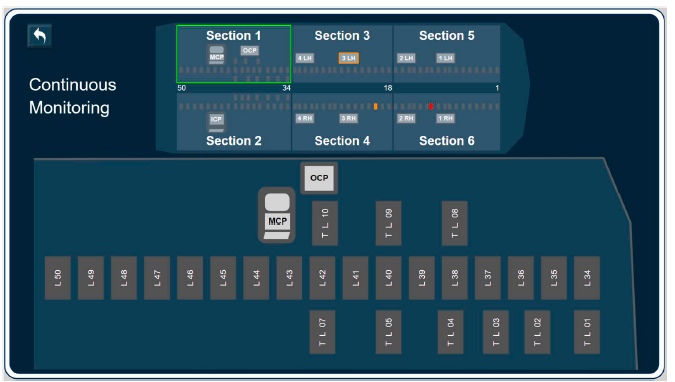 Section 1
Section 3
Section 5
MCP
OCP
4 LH
3 LH
2 LH
1 LH
Continuous
Monitoring
50
34
18
1
ICP
4 RH
3 RH
2 RH
1 RH
Section 2
Section 4
Section 6
OCP
MCP
T L 10
T L 09
T L 08
L 50
L 49
L 48
L 47
L 46
L 45
L 44
L 43
L 42
L 41
L 40
L 39
L 38
L 37
L 36
L 35
L 34
T L 07
T L 05
T L 04
T L 03
T L 02
T L 01